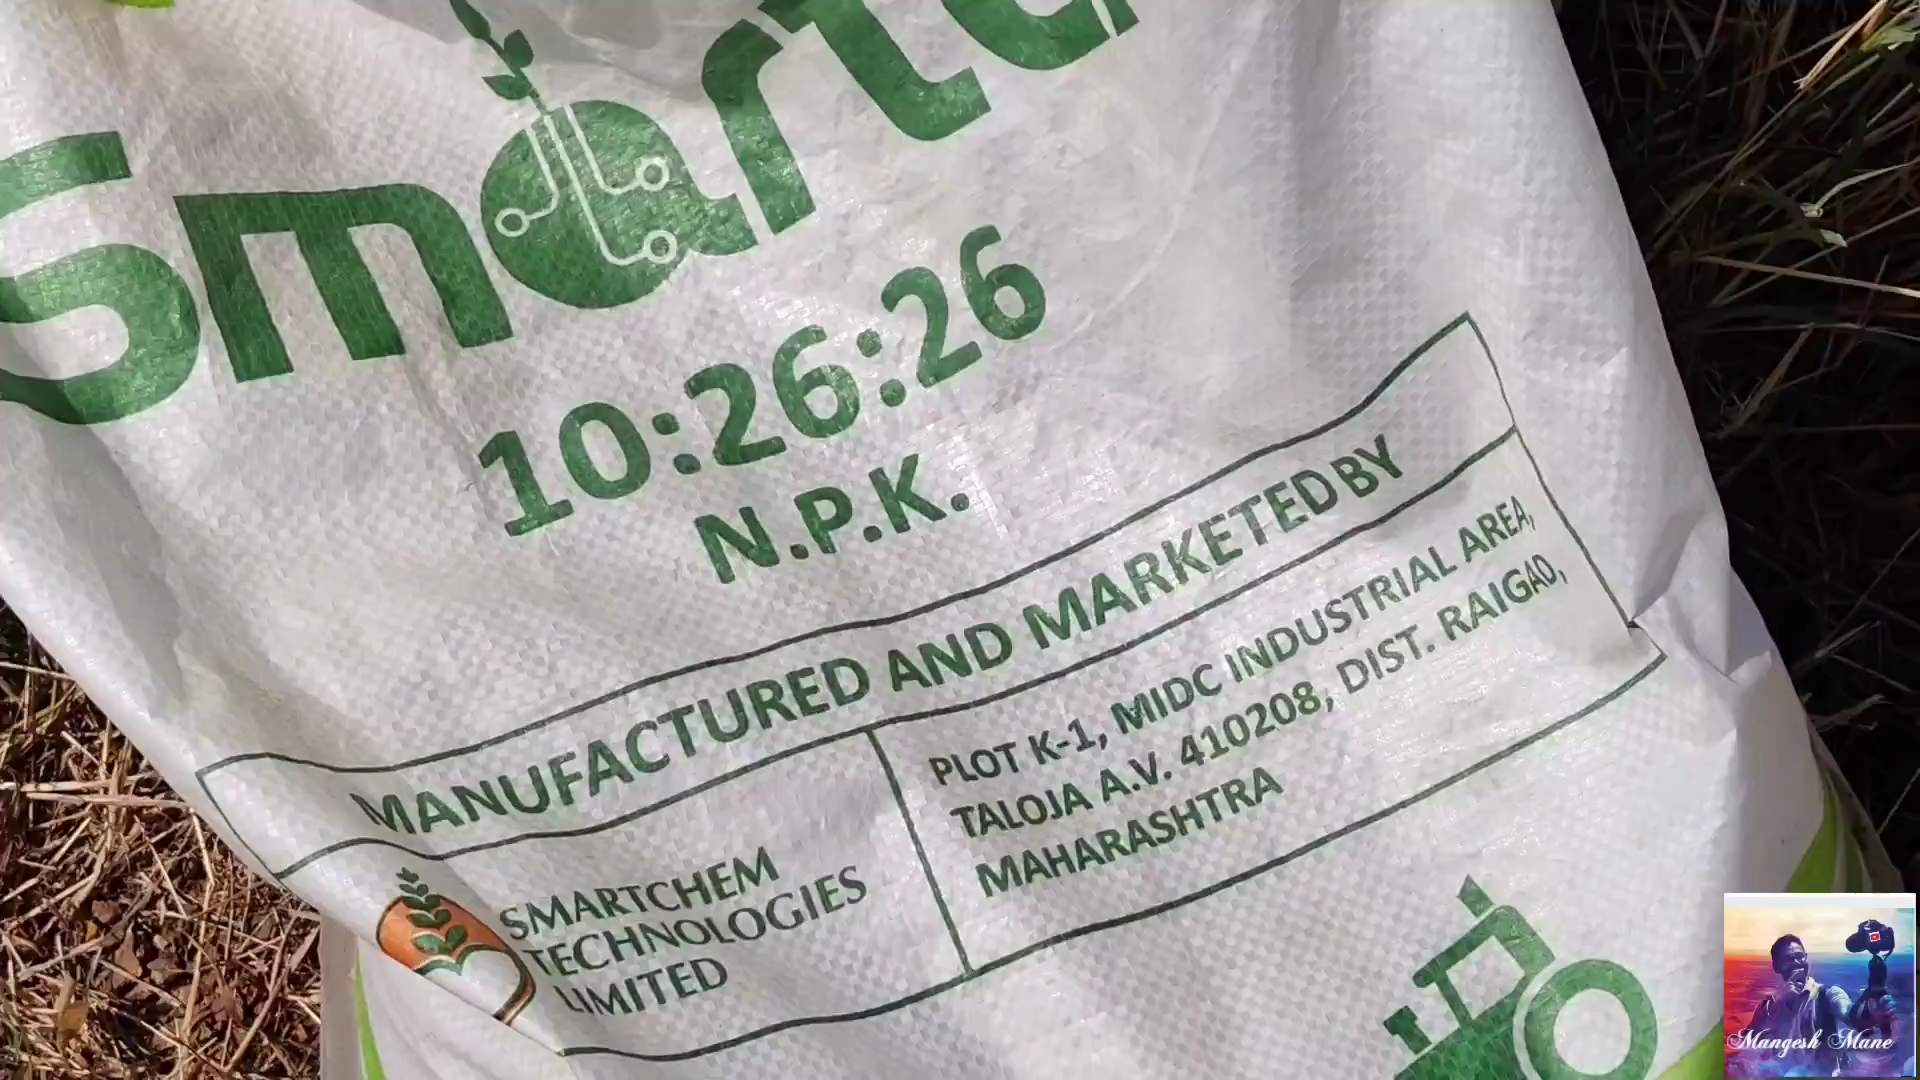 Smart
10:26:26
N.P.K.
MANUFACTURED AND MARKETED BY
SMARTCHEM
TECHNOLOGIES
LIMITED
PLOT K-1, MIDC INDUSTRIAL AREA,
TALOJA A.V. 410208, DIST. RAIGAD,
MAHARASHTRA
Mangesh Mane